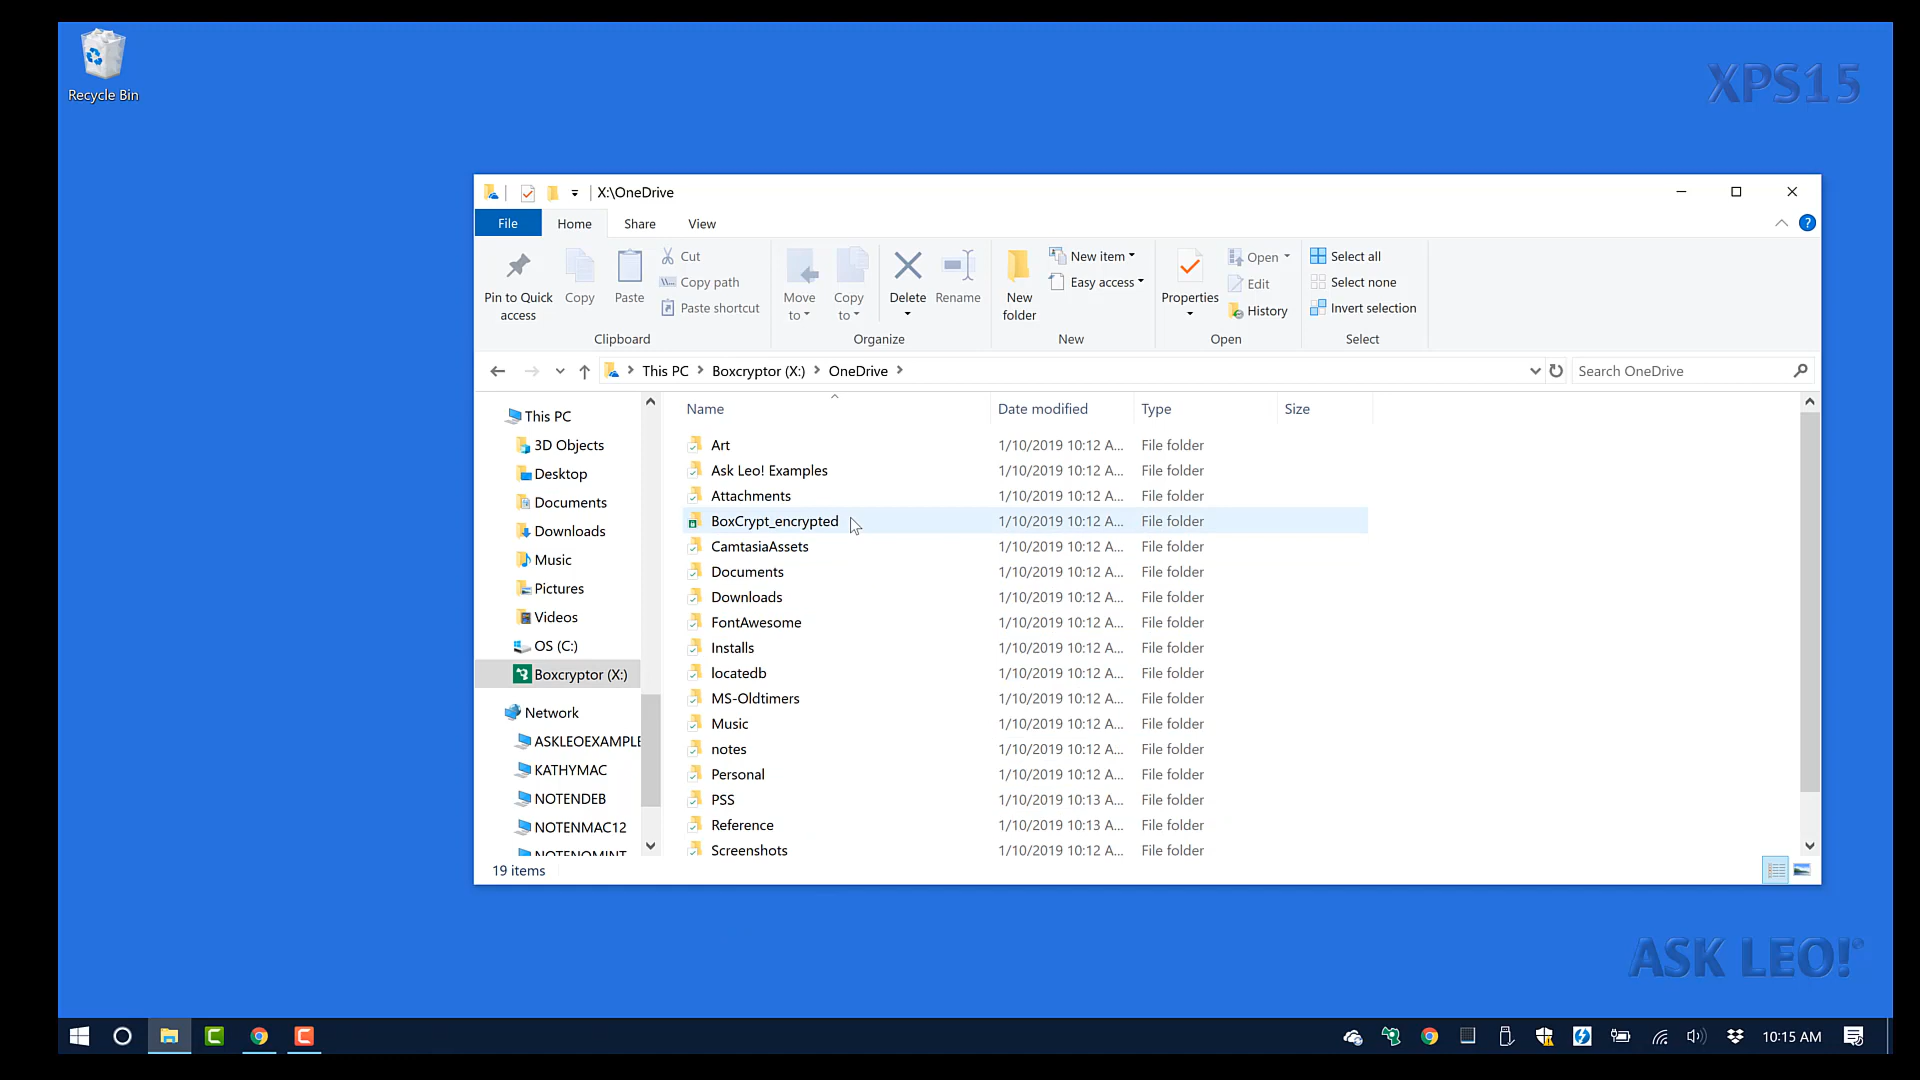 Recycle Bin
XPS15
X:\OneDrive
File Home Share View
Pin to Quick access
Copy
Paste
Cut
Copy path
Paste shortcut
Clipboard
Move to
Copy to
Delete
Rename
Organize
New folder
New item
Easy access
New
Properties
Open
Edit
History
Open
Select all
Select none
Invert selection
Select
This PC Boxcryptor (X:) OneDrive
Search OneDrive
This PC
3D Objects
Desktop
Documents
Downloads
Music
Pictures
Videos
OS (C:)
Boxcryptor (X:)
Network
ASKLEOEXAMPLE
KATHYMAC
NOTENDEB
NOTENMAC12
NOTENOMINT
Name Date modified Type Size
Art 1/10/2019 10:12 A... File folder
Ask Leo! Examples 1/10/2019 10:12 A... File folder
Attachments 1/10/2019 10:12 A... File folder
BoxCrypt_encrypted 1/10/2019 10:12 A... File folder
CamtasiaAssets 1/10/2019 10:12 A... File folder
Documents 1/10/2019 10:12 A... File folder
Downloads 1/10/2019 10:12 A... File folder
FontAwesome 1/10/2019 10:12 A... File folder
Installs 1/10/2019 10:12 A... File folder
locatedb 1/10/2019 10:12 A... File folder
MS-Oldtimers 1/10/2019 10:12 A... File folder
Music 1/10/2019 10:12 A... File folder
notes 1/10/2019 10:12 A... File folder
Personal 1/10/2019 10:12 A... File folder
PSS 1/10/2019 10:13 A... File folder
Reference 1/10/2019 10:13 A... File folder
Screenshots 1/10/2019 10:12 A... File folder
19 items
ASK LEO!®
10:15 AM